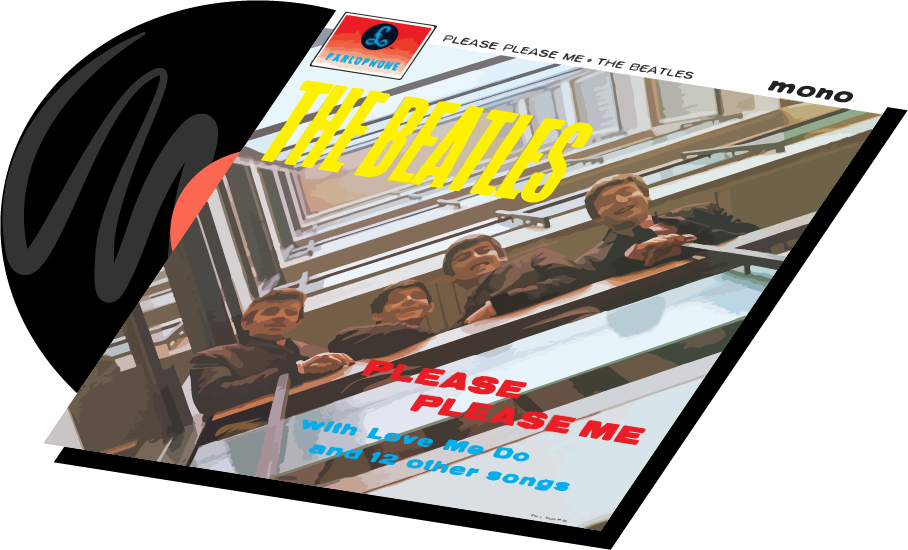 £
PARLOPHONE
PLEASE PLEASE ME • THE BEATLES
mono
THE BEATLES
PLEASE
PLEASE ME
with Love Me Do
and 12 other songs